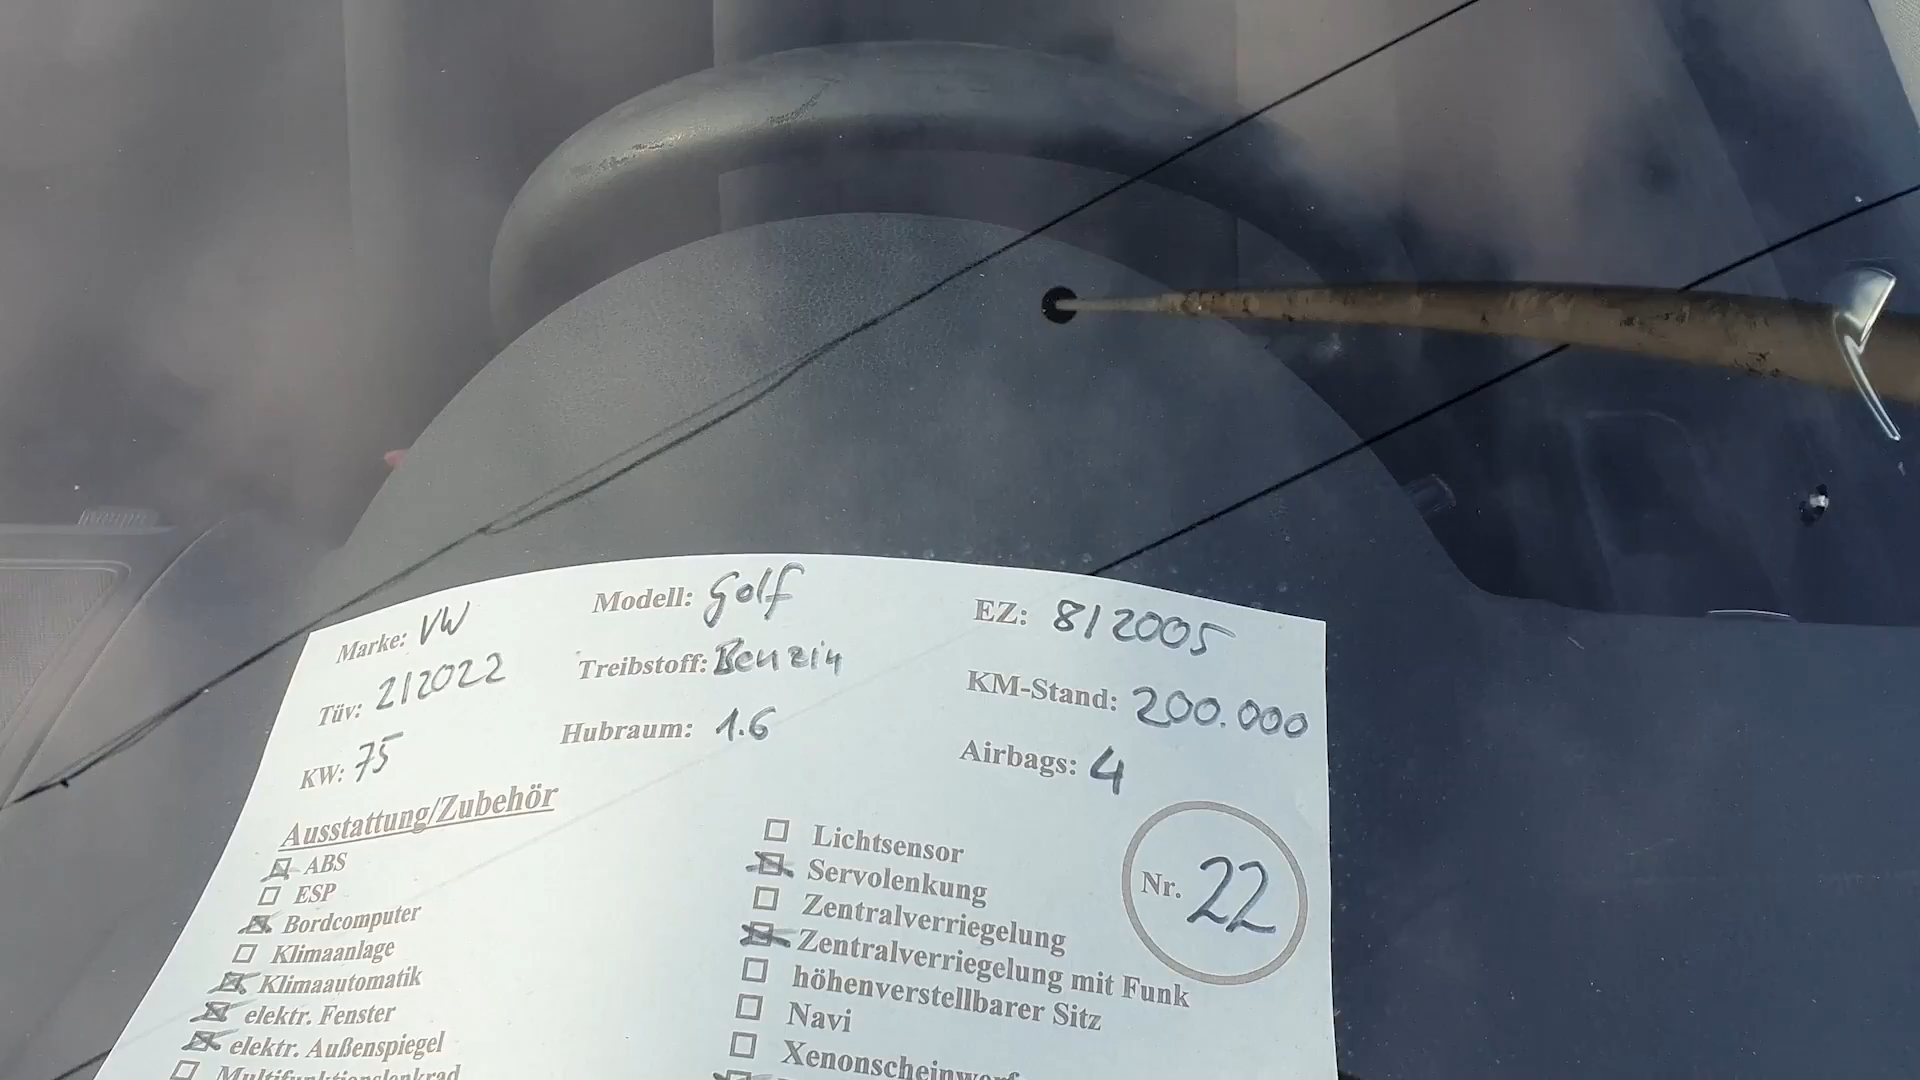 Marke: VW Modell: Golf EZ: 8/2005
Tüv: 2/2022 Treibstoff: Benzin KM-Stand: 200.000
KW: 75 Hubraum: 1.6 Airbags: 4
Ausstattung/Zubehör
ABS
ESP
Bordcomputer
Klimaanlage
Klimaautomatik
elektr. Fenster
elektr. Außenspiegel
Multifunktionslenkrad
Lichtsensor
Servolenkung
Zentralverriegelung
Zentralverriegelung mit Funk
höhenverstellbarer Sitz
Navi
Xenonscheinwerf
Nr. 22